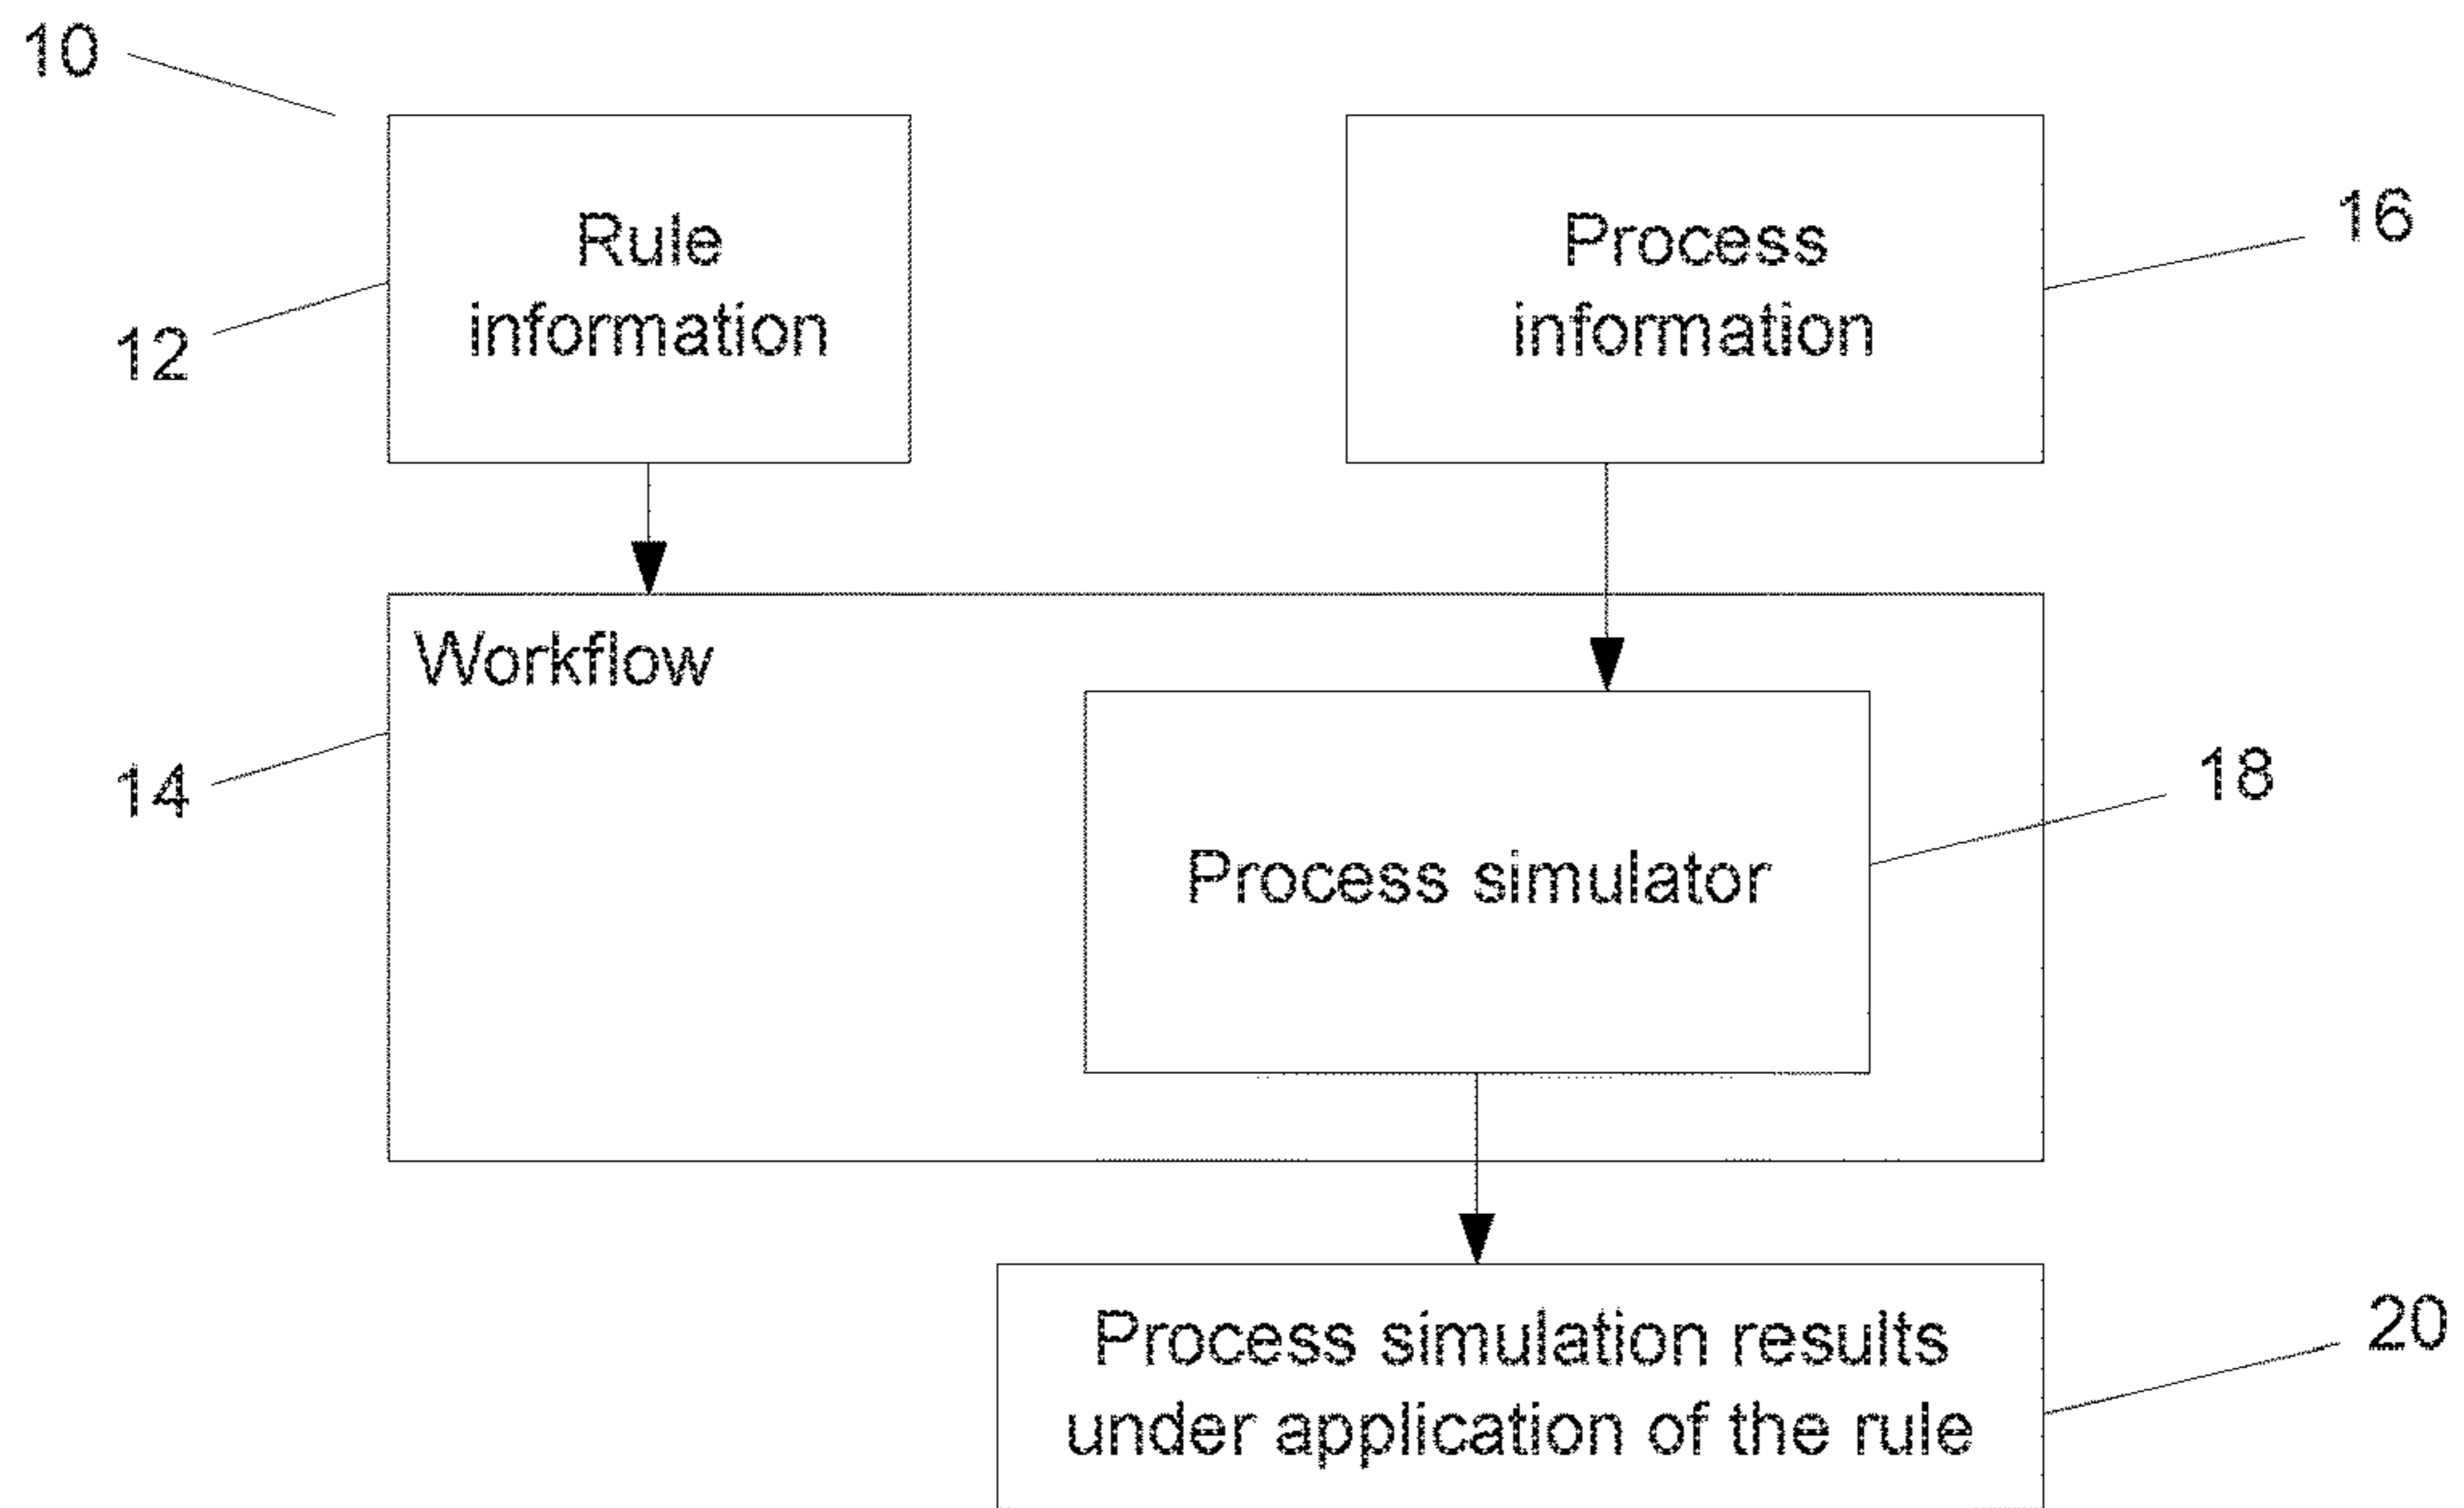 10
Rule
information
12
Process
information
16
Workflow
14
Process simulator
18
Process simulation results
under application of the rule
20